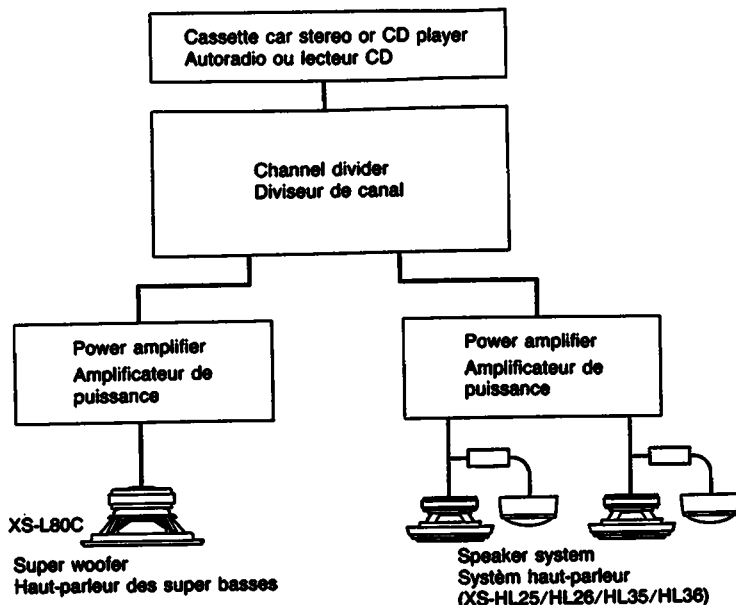 Cassette car stereo or CD player
Autoradio ou lecteur CD
Channel divider
Diviseur de canal
Power amplifier
Amplificateur de
puissance
Power amplifier
Amplificateur de
puissance
XS-L80C
Super woofer
Haut-parleur des super basses
Speaker system
Systèm haut-parleur
(XS-HL25/HL26/HL35/HL36)